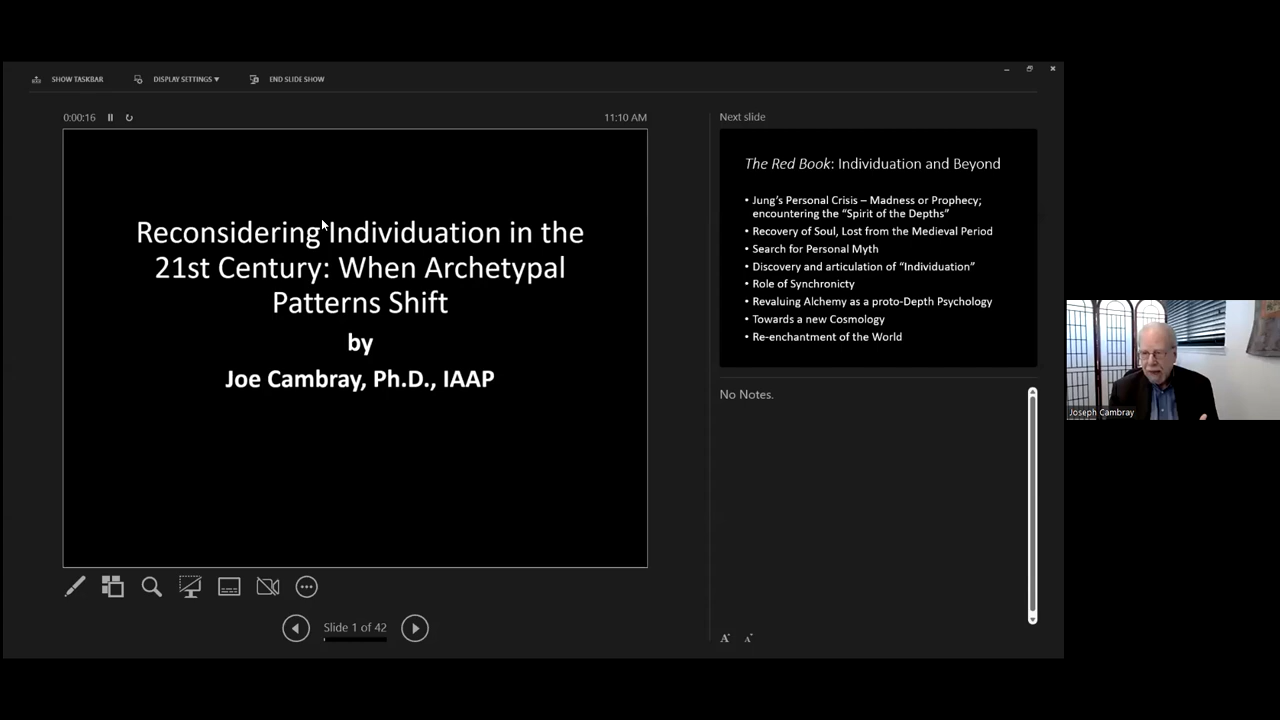 SHOW TASKBAR
DISPLAY SETTINGS ▾
END SLIDE SHOW
0:00:16
11:10 AM
Reconsidering Individuation in the
21st Century: When Archetypal
Patterns Shift
by
Joe Cambray, Ph.D., IAAP
Slide 1 of 42
Next slide
The Red Book: Individuation and Beyond
• Jung's Personal Crisis – Madness or Prophecy;
encountering the “Spirit of the Depths”
• Recovery of Soul, Lost from the Medieval Period
• Search for Personal Myth
• Discovery and articulation of “Individuation”
• Role of Synchronicty
• Revaluing Alchemy as a proto-Depth Psychology
• Towards a new Cosmology
• Re-enchantment of the World
No Notes.
A A
Joseph Cambray